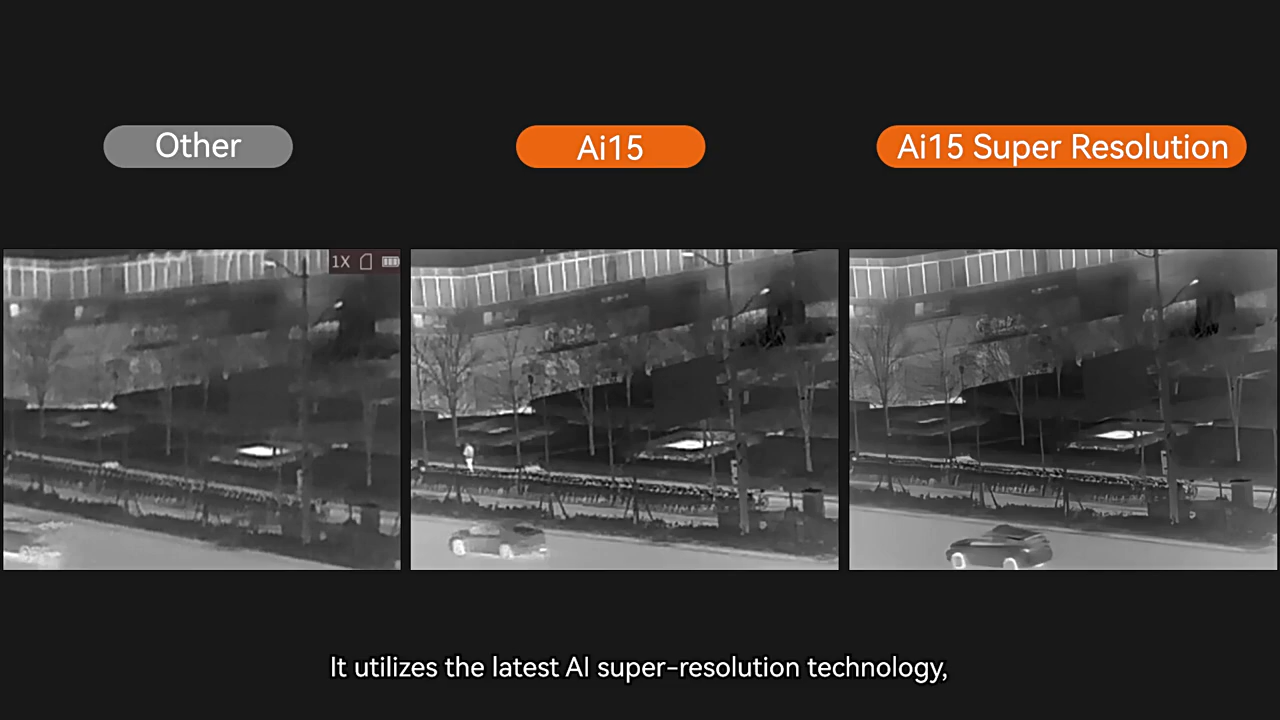 Other
Ai15
Ai15 Super Resolution
1X
It utilizes the latest AI super-resolution technology,